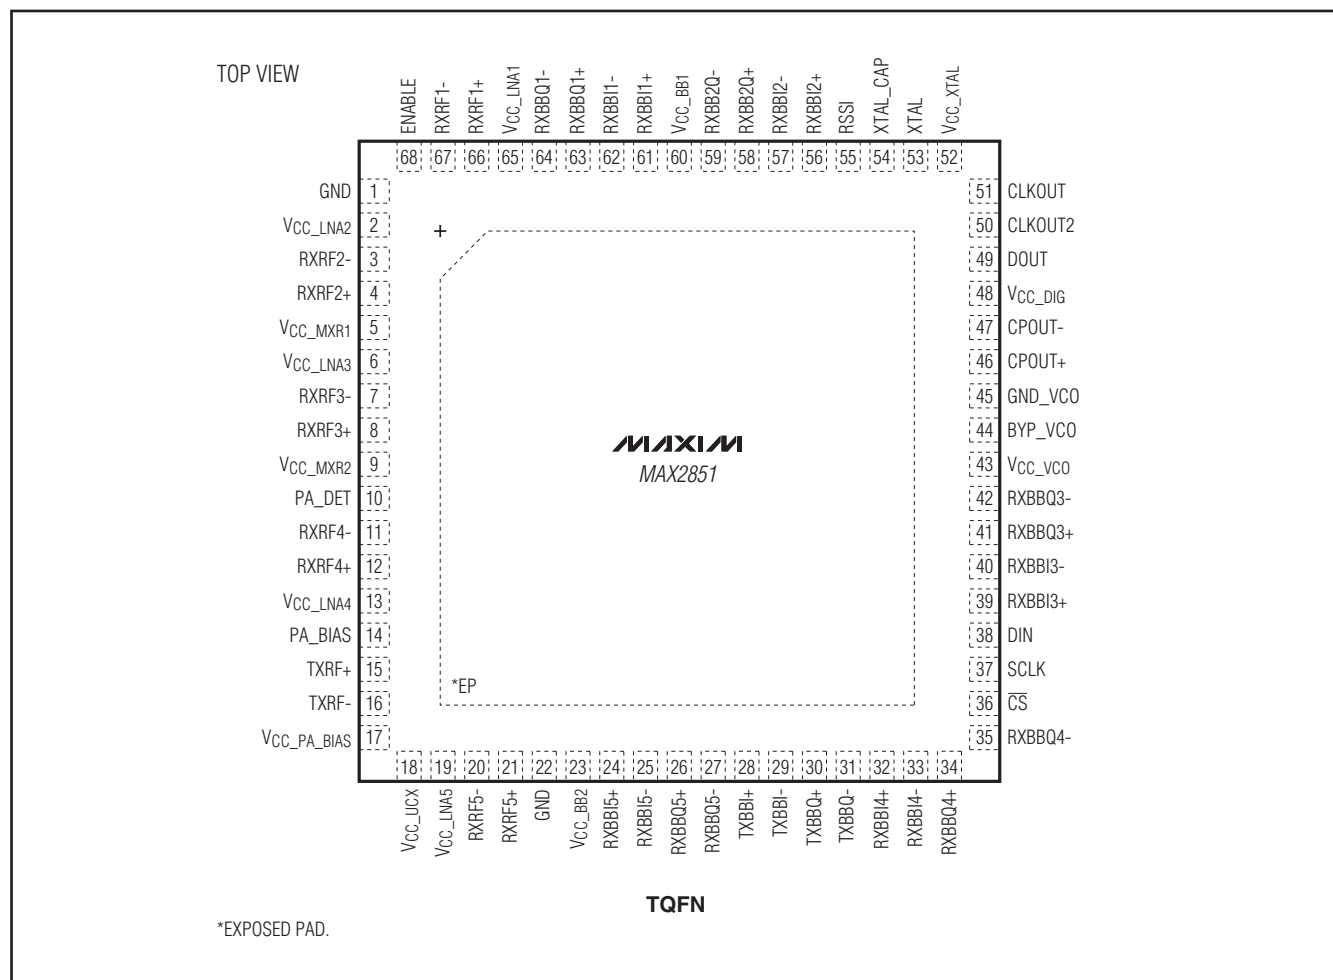 TOP VIEW
ENABLE
RXRF1-
RXRF1+
VCC_LNA1
RXBBQ1-
RXBBQ1+
RXBBI1-
RXBBI1+
VCC_BB1
RXBB2Q-
RXBB2Q+
RXBBI2-
RXBBI2+
RSSI
XTAL_CAP
XTAL
VCC_XTAL
68 67 66 65 64 63 62 61 60 59 58 57 56 55 54 53 52
GND 1
VCC_LNA2 2
RXRF2- 3
RXRF2+ 4
VCC_MXR1 5
VCC_LNA3 6
RXRF3- 7
RXRF3+ 8
VCC_MXR2 9
PA_DET 10
RXRF4- 11
RXRF4+ 12
VCC_LNA4 13
PA_BIAS 14
TXRF+ 15
TXRF- 16
VCC_PA_BIAS 17
+
MAXIM
MAX2851
*EP
51 CLKOUT
50 CLKOUT2
49 DOUT
48 VCC_DIG
47 CPOUT-
46 CPOUT+
45 GND_VCO
44 BYP_VCO
43 VCC_VCO
42 RXBBQ3-
41 RXBBQ3+
40 RXBBI3-
39 RXBBI3+
38 DIN
37 SCLK
36 C̅S̅
35 RXBBQ4-
18 19 20 21 22 23 24 25 26 27 28 29 30 31 32 33 34
VCC_UCX
VCC_LNA5
RXRF5-
RXRF5+
GND
VCC_BB2
RXBBI5+
RXBBI5-
RXBBQ5+
RXBBQ5-
TXBBI+
TXBBI-
TXBBQ+
TXBBQ-
RXBBI4+
RXBBI4-
RXBBQ4+
TQFN
*EXPOSED PAD.